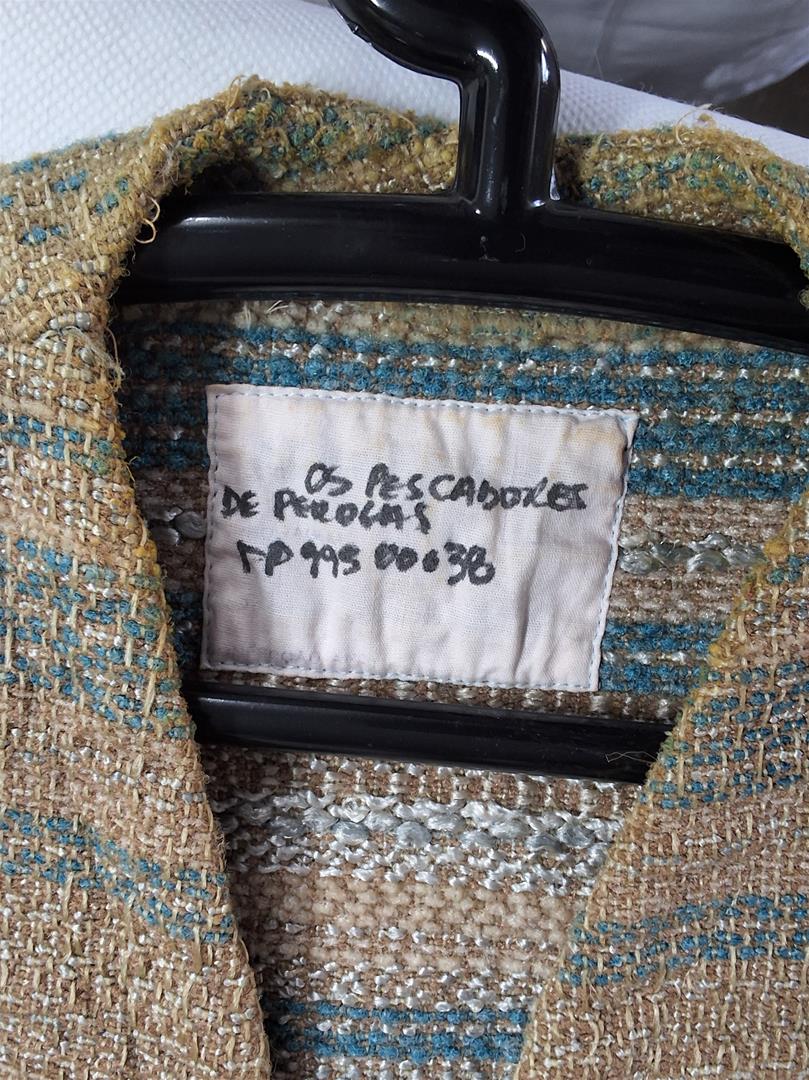 OS PESCADORES
DE PEROLAS
FP 995 00038